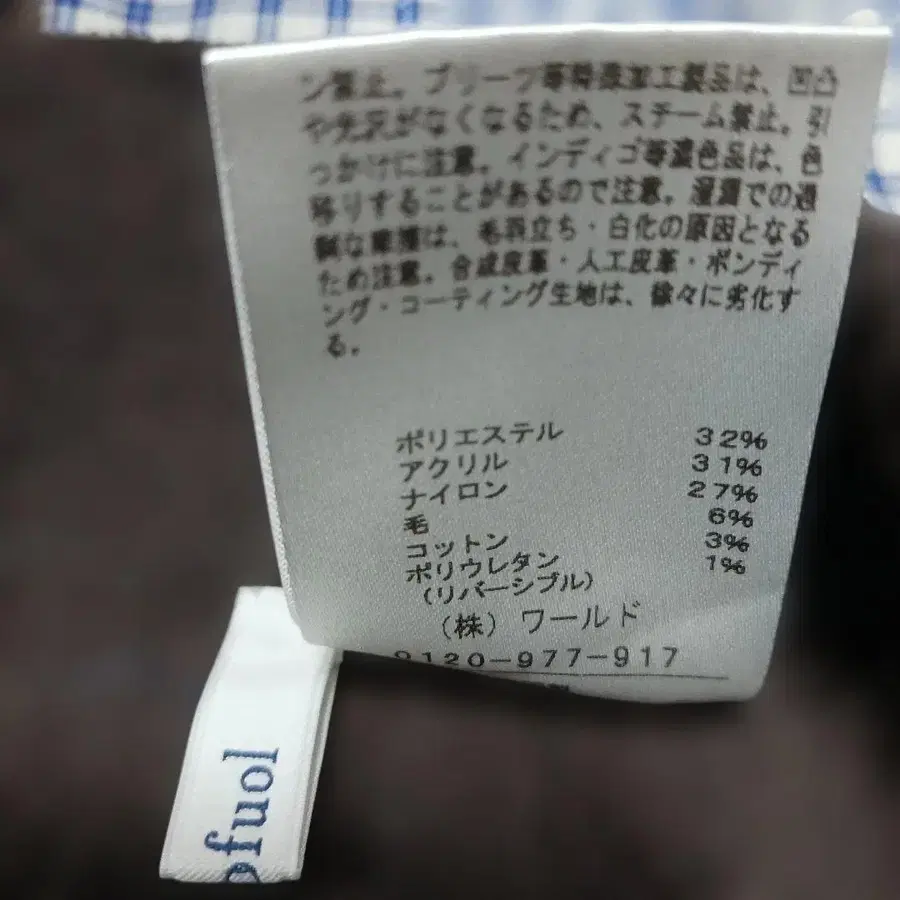 ン禁止。プリーツ等特殊加工製品は、凹凸
や光沢がなくなるため、スチーム禁止。引
っかけに注意。インディゴ等濃色品は、色
移りすることがあるので注意。湿潤での過
剰な摩擦は、毛羽立ち・白化の原因となる
ため注意。合成皮革・人工皮革・ボンディ
ング・コーティング生地は、徐々に劣化す
る。
ポリエステル 32%
アクリル 31%
ナイロン 27%
毛 6%
コットン 3%
ポリウレタン 1%
(リバーシブル)
(株) ワールド
0120-977-917
ofuol